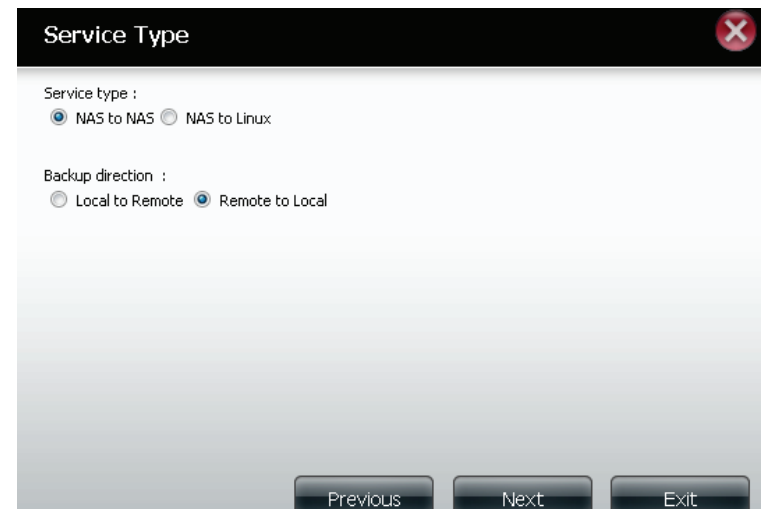 Service Type
Service type :
NAS to NAS NAS to Linux
Backup direction :
Local to Remote Remote to Local
Previous Next Exit